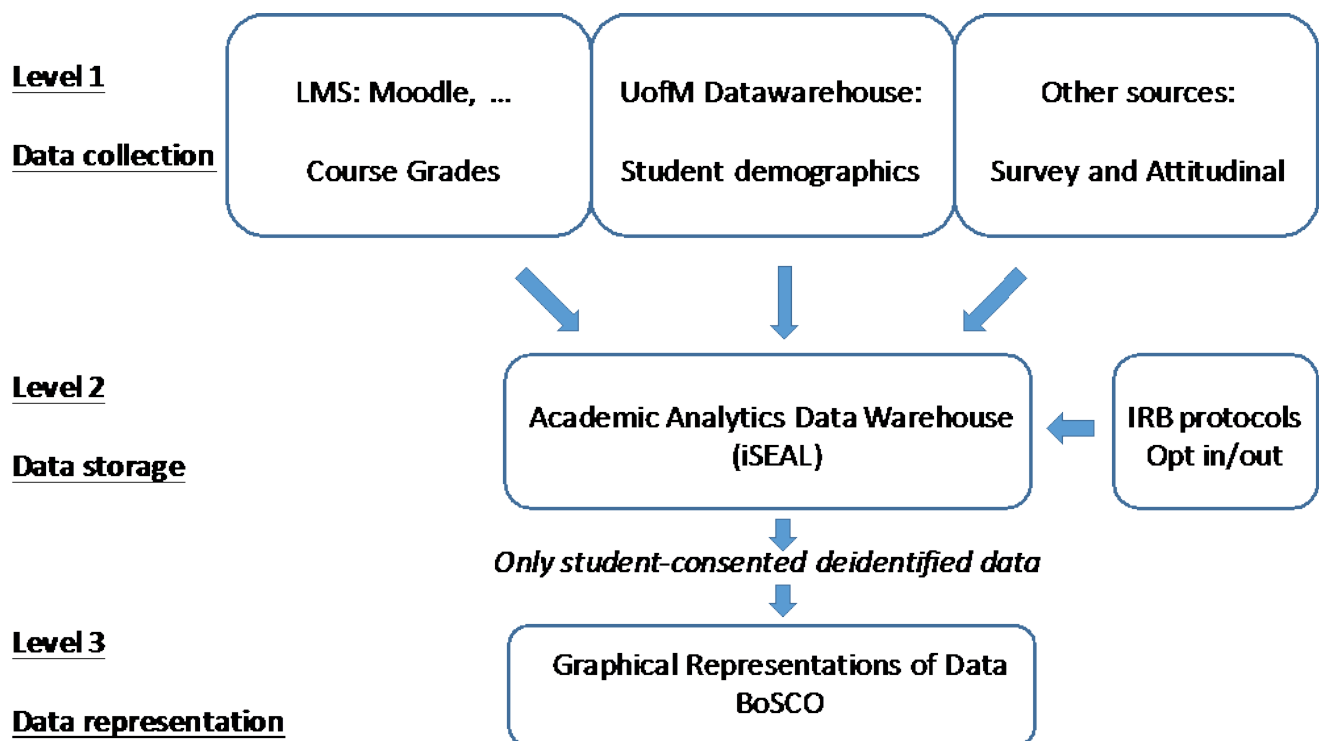 Level 1
Data collection
LMS: Moodle, ...
Course Grades
UofM Datawarehouse:
Student demographics
Other sources:
Survey and Attitudinal
Level 2
Data storage
Academic Analytics Data Warehouse
(iSEAL)
IRB protocols
Opt in/out
Only student-consented deidentified data
Level 3
Data representation
Graphical Representations of Data
BoSCO